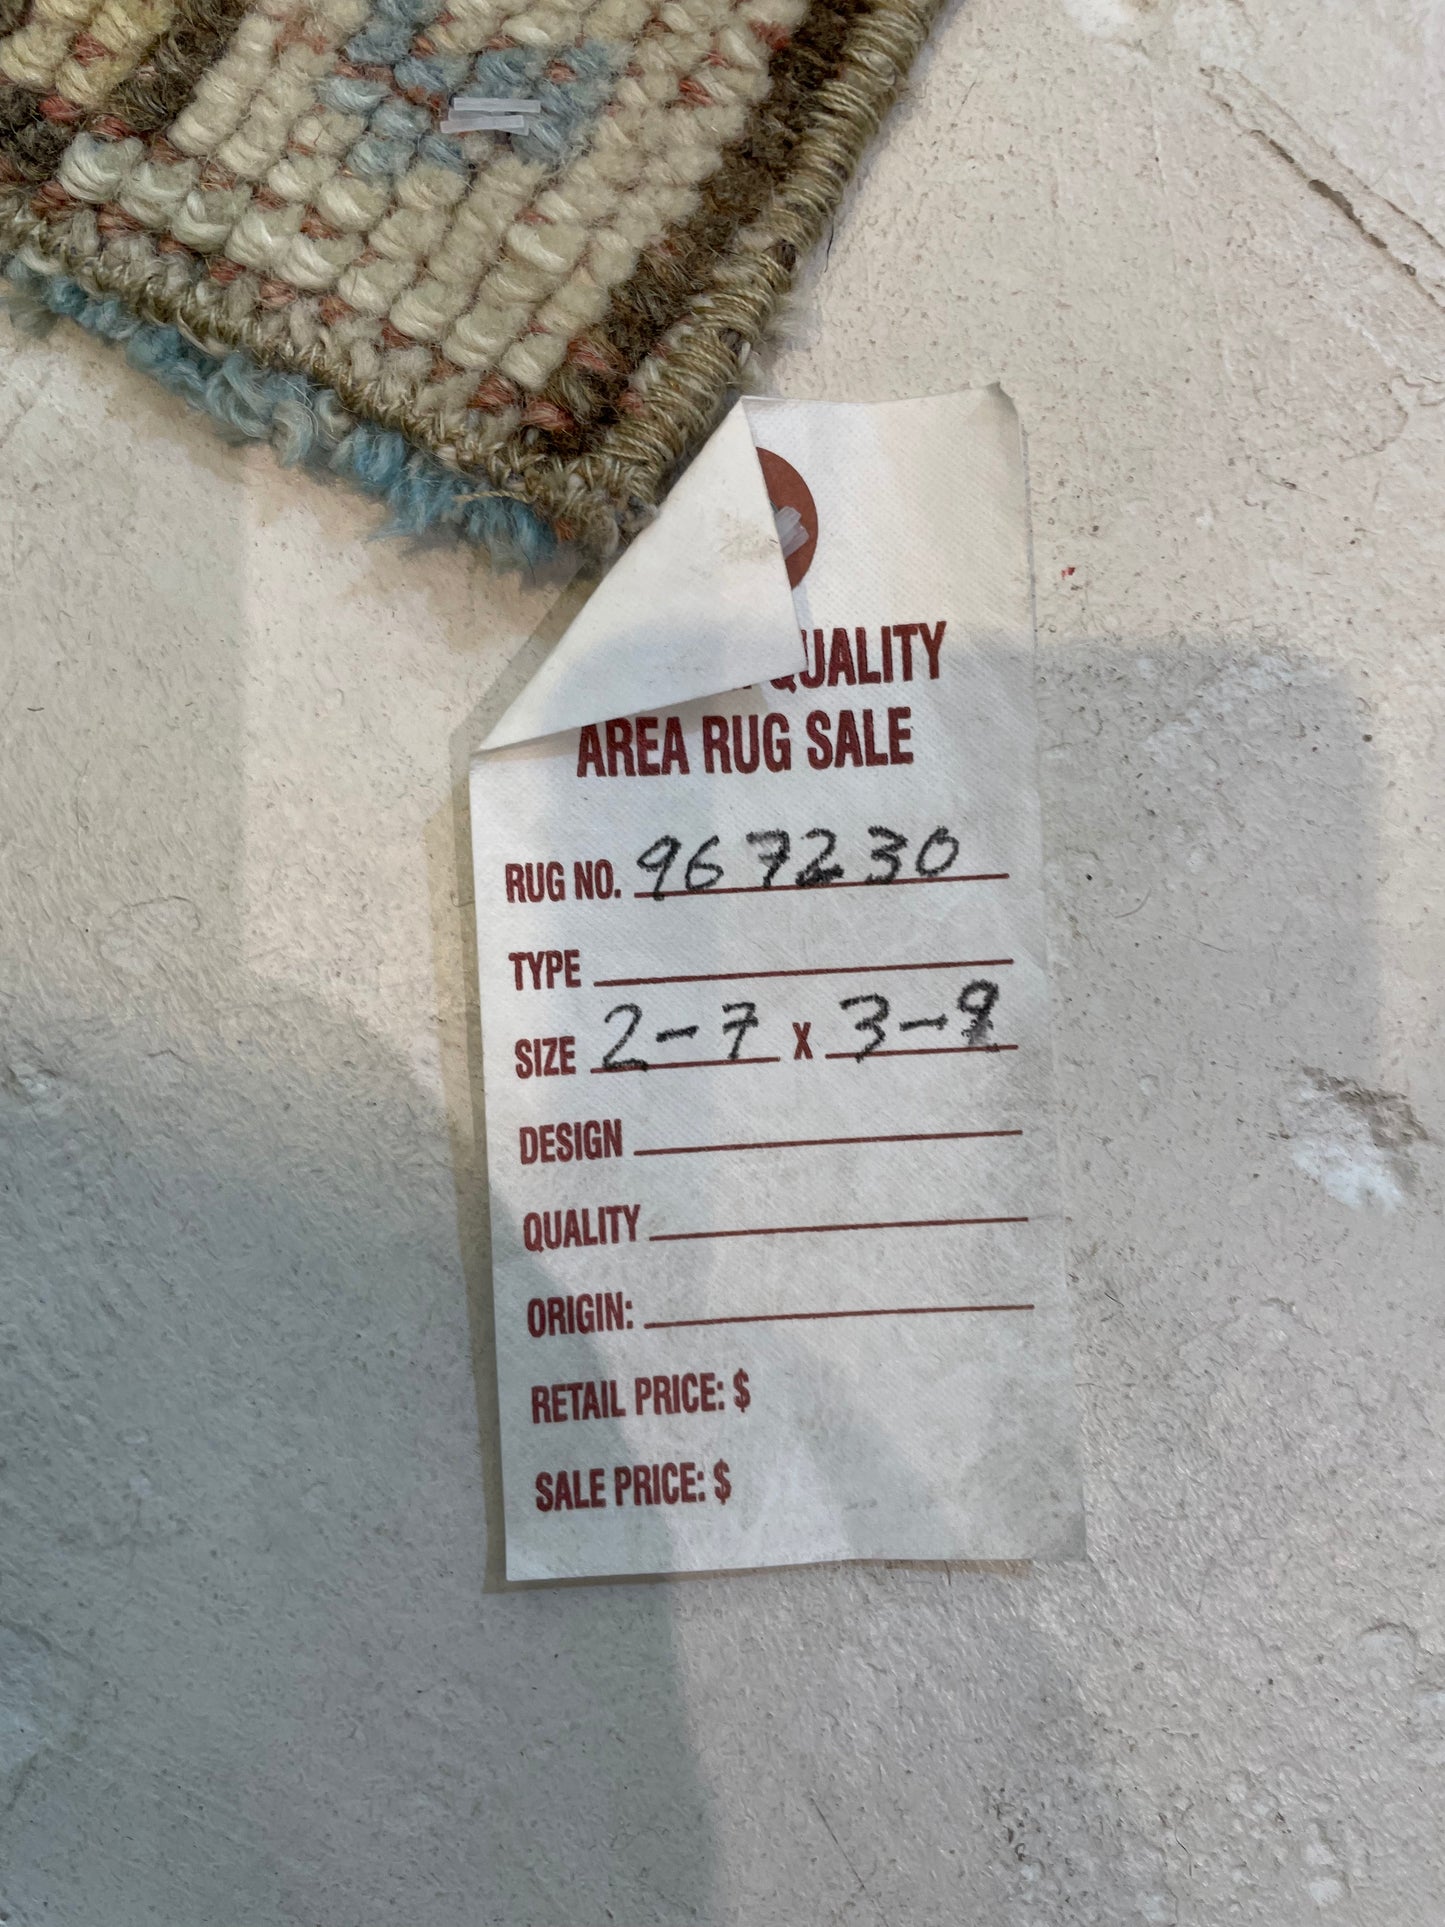 QUALITY
AREA RUG SALE
RUG NO. 967230
TYPE
SIZE 2-7 X 3-9
DESIGN
QUALITY
ORIGIN:
RETAIL PRICE: $
SALE PRICE: $